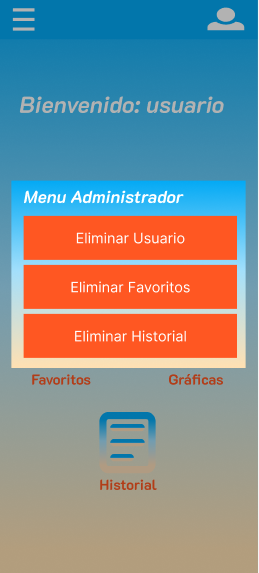 Bienvenido: usuario
Menu Administrador
Eliminar Usuario
Eliminar Favoritos
Eliminar Historial
Favoritos Gráficas
Historial